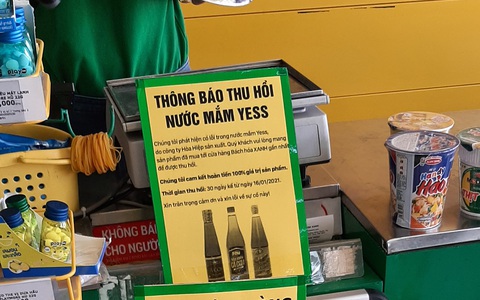 THÔNG BÁO THU HỒI
NƯỚC MẮM YESS
Chúng tôi phát hiện có lỗi trong nước mắm Yess,
do công ty Hòa Hiệp sản xuất. Quý khách vui lòng mang
sản phẩm đã mua tới cửa hàng Bách hóa XANH gần nhất
để được thu hồi.
Chúng tôi cam kết hoàn tiền 100% giá trị sản phẩm.
Thời gian thu hồi: 30 ngày kể từ ngày 16/01/2021.
Xin trân trọng cảm ơn và xin lỗi về sự cố này!
KHÔNG BÁN
CHO NGƯỜI
Hảo Hảo